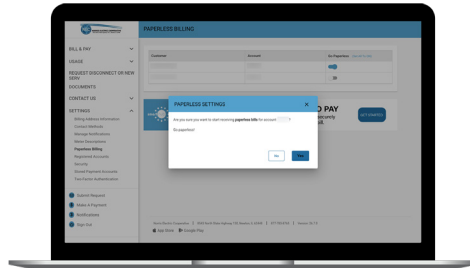 PAPERLESS BILLING
BILL & PAY
USAGE
REQUEST DISCONNECT OR NEW
SERV
DOCUMENTS
CONTACT US
SETTINGS
Billing Address Information
Contact Methods
Manage Notifications
Meter Descriptions
Paperless Billing
Registered Accounts
Security
Stored Payment Accounts
Two-Factor Authentication
Submit Request
Make A Payment
Notifications
Sign Out
Customer Account Go Paperless
PAPERLESS SETTINGS X
Are you sure you want to start receiving paperless bills for account ?
Go paperless!
No Yes
O PAY
securely
GET STARTED
App Store Google Play